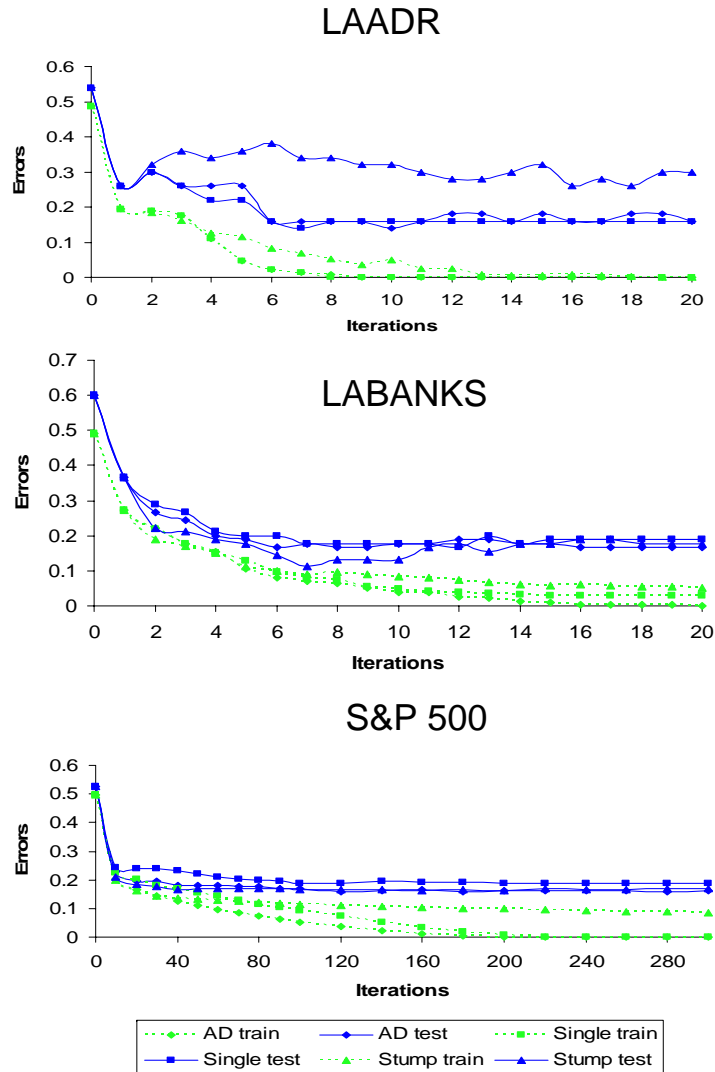 LAADR
0.6
0.5
0.4
0.3
0.2
0.1
0
Errors
0 2 4 6 8 10 12 14 16 18 20
Iterations
LABANKS
0.7
0.6
0.5
0.4
0.3
0.2
0.1
0
Errors
0 2 4 6 8 10 12 14 16 18 20
Iterations
S&P 500
0.6
0.5
0.4
0.3
0.2
0.1
0
Errors
0 40 80 120 160 200 240 280
Iterations
AD train AD test Single train
Single test Stump train Stump test